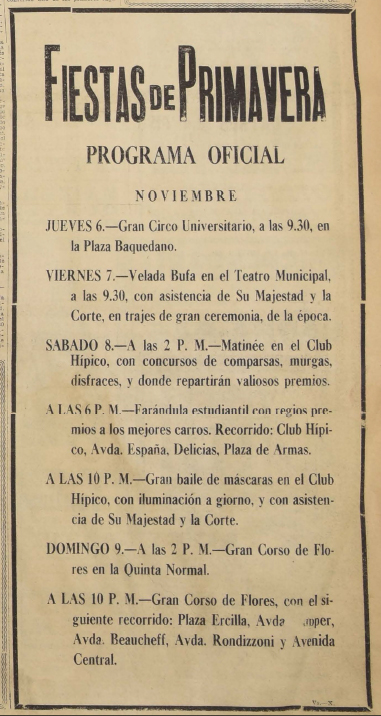 FIESTAS DE PRIMAVERA
PROGRAMA OFICIAL
NOVIEMBRE
JUEVES 6.—Gran Circo Universitario, a las 9.30, en
la Plaza Baquedano.
VIERNES 7.—Velada Bufa en el Teatro Municipal,
a las 9.30, con asistencia de Su Majestad y la
Corte, en trajes de gran ceremonia, de la época.
SABADO 8.—A las 2 P. M.—Matinée en el Club
Hípico, con concursos de comparsas, murgas,
disfraces, y donde repartirán valiosos premios.
A LAS 6 P. M.—Farándula estudiantil con regios pre-
mios a los mejores carros. Recorrido: Club Hípi-
co, Avda. España, Delicias, Plaza de Armas.
A LAS 10 P. M.—Gran baile de máscaras en el Club
Hípico, con iluminación a giorno, y con asisten-
cia de Su Majestad y la Corte.
DOMINGO 9.—A las 2 P. M.—Gran Corso de Flo-
res en la Quinta Normal.
A LAS 10 P. M.—Gran Corso de Flores, con el si-
guiente recorrido: Plaza Ercilla, Avda
Avda. Beaucheff, Avda. Rondizzoni y Avenida
Central.